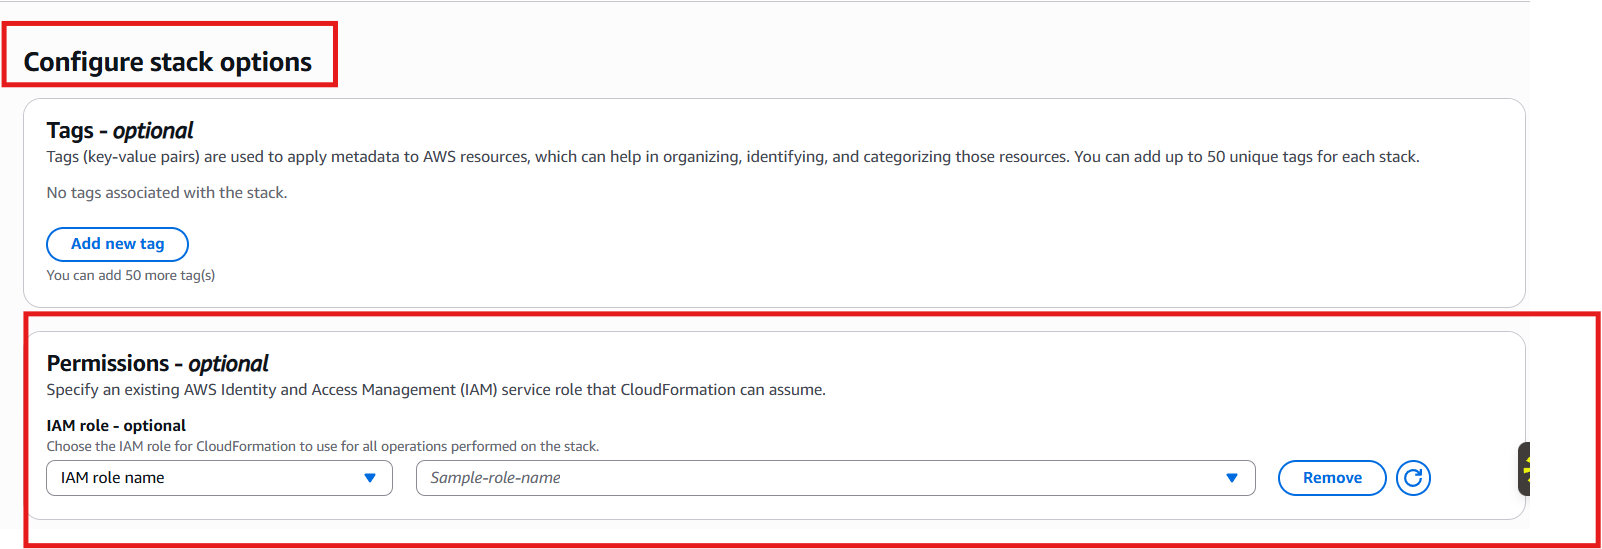 Configure stack options
Tags - optional
Tags (key-value pairs) are used to apply metadata to AWS resources, which can help in organizing, identifying, and categorizing those resources. You can add up to 50 unique tags for each stack.
No tags associated with the stack.
Add new tag
You can add 50 more tag(s)
Permissions - optional
Specify an existing AWS Identity and Access Management (IAM) service role that CloudFormation can assume.
IAM role - optional
Choose the IAM role for CloudFormation to use for all operations performed on the stack.
IAM role name Sample-role-name Remove